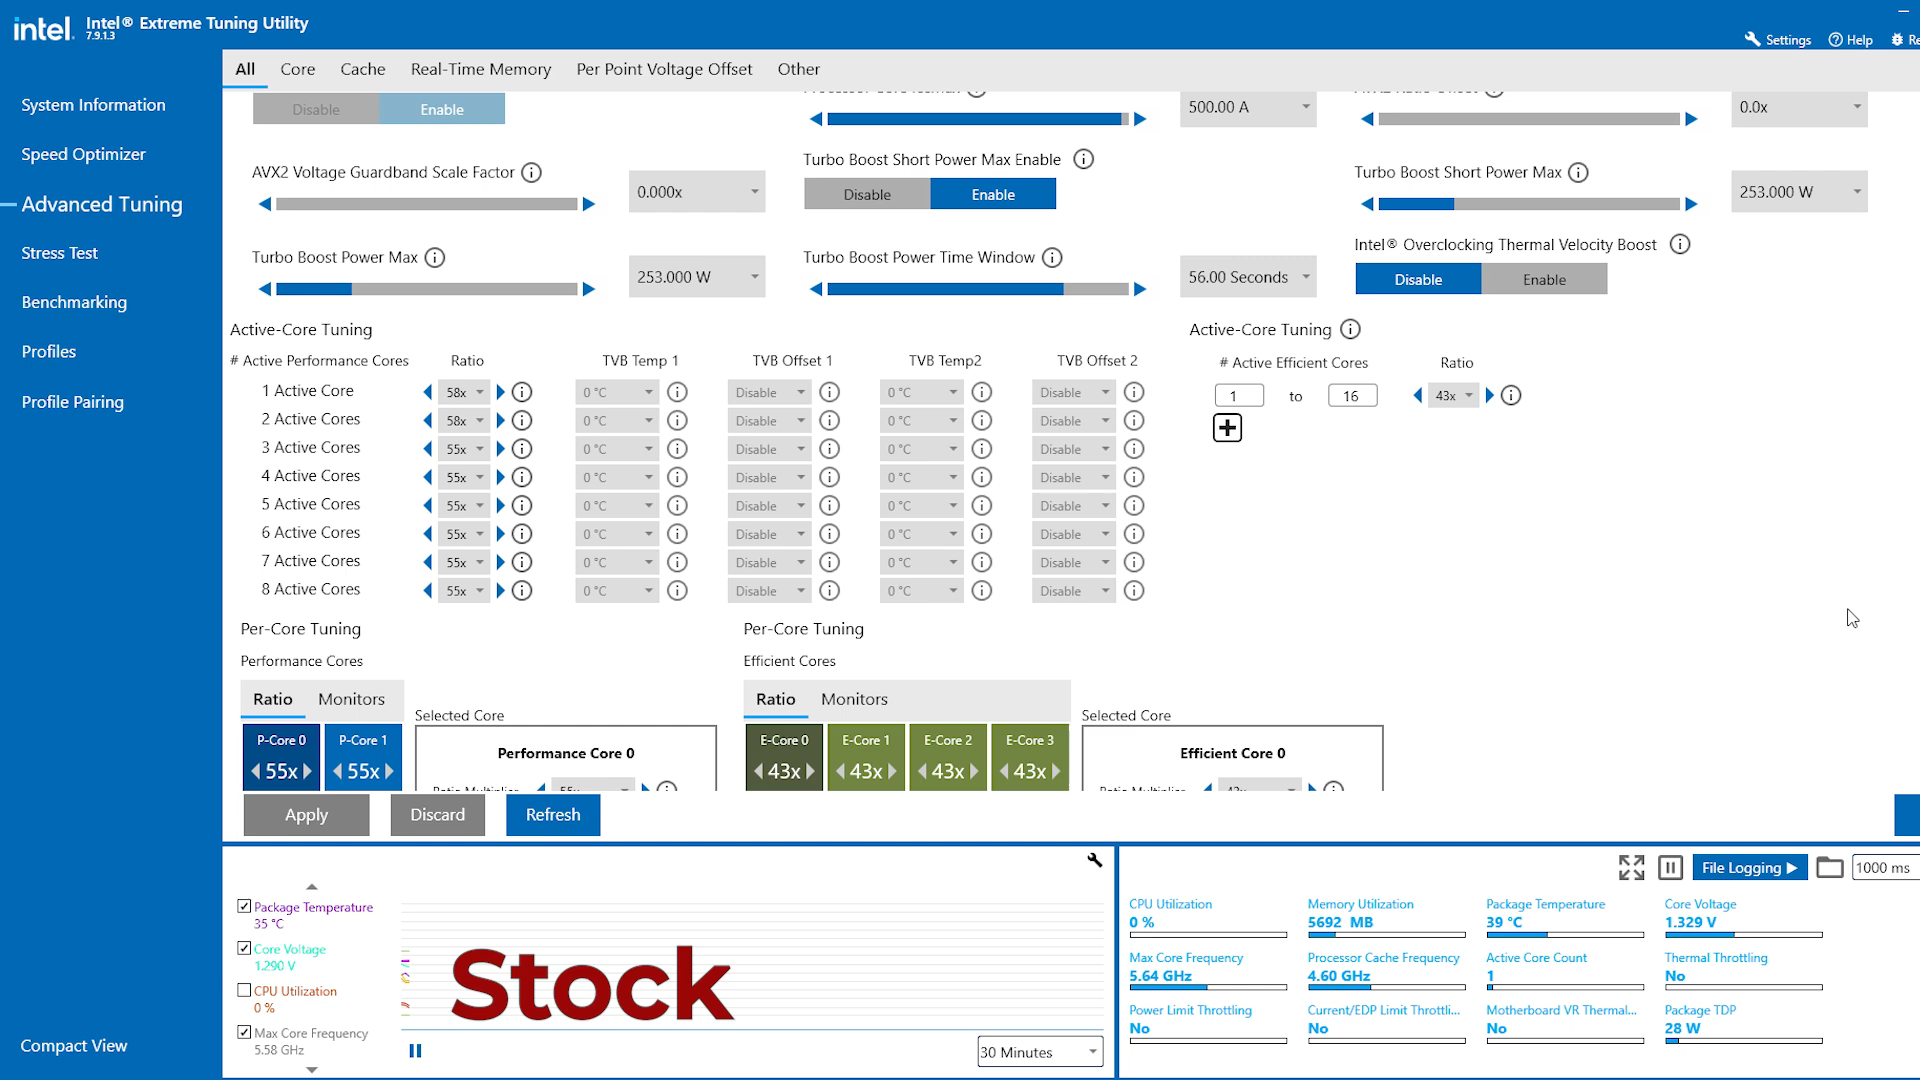 intel. Intel® Extreme Tuning Utility
7.9.1.3
Settings Help Re
System Information
Speed Optimizer
Advanced Tuning
Stress Test
Benchmarking
Profiles
Profile Pairing
Compact View
All Core Cache Real-Time Memory Per Point Voltage Offset Other
Disable Enable
500.00 A
0.0x
AVX2 Voltage Guardband Scale Factor
0.000x
Turbo Boost Short Power Max Enable
Disable Enable
Turbo Boost Short Power Max
253.000 W
Turbo Boost Power Max
253.000 W
Turbo Boost Power Time Window
56.00 Seconds
Intel® Overclocking Thermal Velocity Boost
Disable Enable
Active-Core Tuning
# Active Performance Cores Ratio TVB Temp 1 TVB Offset 1 TVB Temp2 TVB Offset 2
1 Active Core 58x 0 °C Disable 0 °C Disable
2 Active Cores 58x 0 °C Disable 0 °C Disable
3 Active Cores 55x 0 °C Disable 0 °C Disable
4 Active Cores 55x 0 °C Disable 0 °C Disable
5 Active Cores 55x 0 °C Disable 0 °C Disable
6 Active Cores 55x 0 °C Disable 0 °C Disable
7 Active Cores 55x 0 °C Disable 0 °C Disable
8 Active Cores 55x 0 °C Disable 0 °C Disable
Active-Core Tuning
# Active Efficient Cores Ratio
1 to 16 43x
Per-Core Tuning
Performance Cores
Ratio Monitors
Selected Core
P-Core 0 P-Core 1
55x 55x
Performance Core 0
Per-Core Tuning
Efficient Cores
Ratio Monitors
Selected Core
E-Core 0 E-Core 1 E-Core 2 E-Core 3
43x 43x 43x 43x
Efficient Core 0
Apply Discard Refresh
Package Temperature
35 °C
Core Voltage
1.290 V
CPU Utilization
0 %
Max Core Frequency
5.58 GHz
Stock
30 Minutes
File Logging 1000 ms
CPU Utilization Memory Utilization Package Temperature Core Voltage
0 % 5692 MB 39 °C 1.329 V
Max Core Frequency Processor Cache Frequency Active Core Count Thermal Throttling
5.64 GHz 4.60 GHz 1 No
Power Limit Throttling Current/EDP Limit Throttli... Motherboard VR Thermal... Package TDP
No No No 28 W